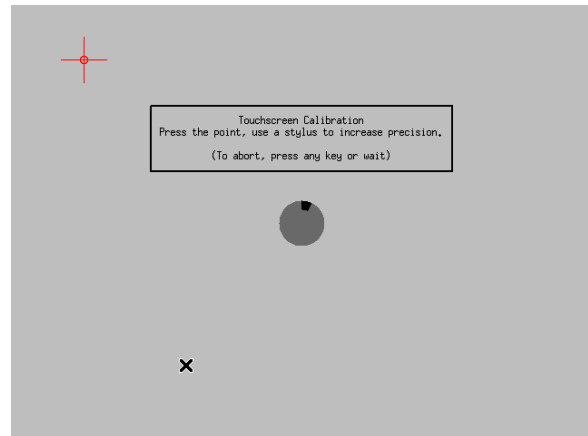 Touchscreen Calibration
Press the point, use a stylus to increase precision.
(To abort, press any key or wait)